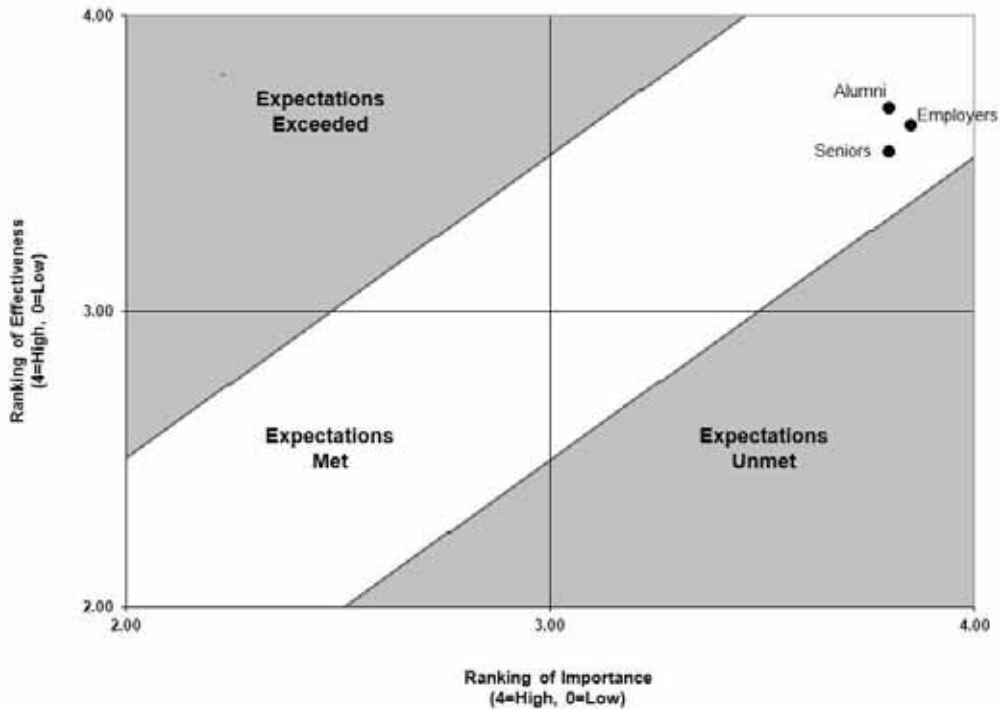 4.00
Expectations
Exceeded
Alumni
Employers
Seniors
Ranking of Effectiveness
(4=High, 0=Low)
3.00
Expectations
Met
Expectations
Unmet
2.00
2.00
3.00
4.00
Ranking of Importance
(4=High, 0=Low)